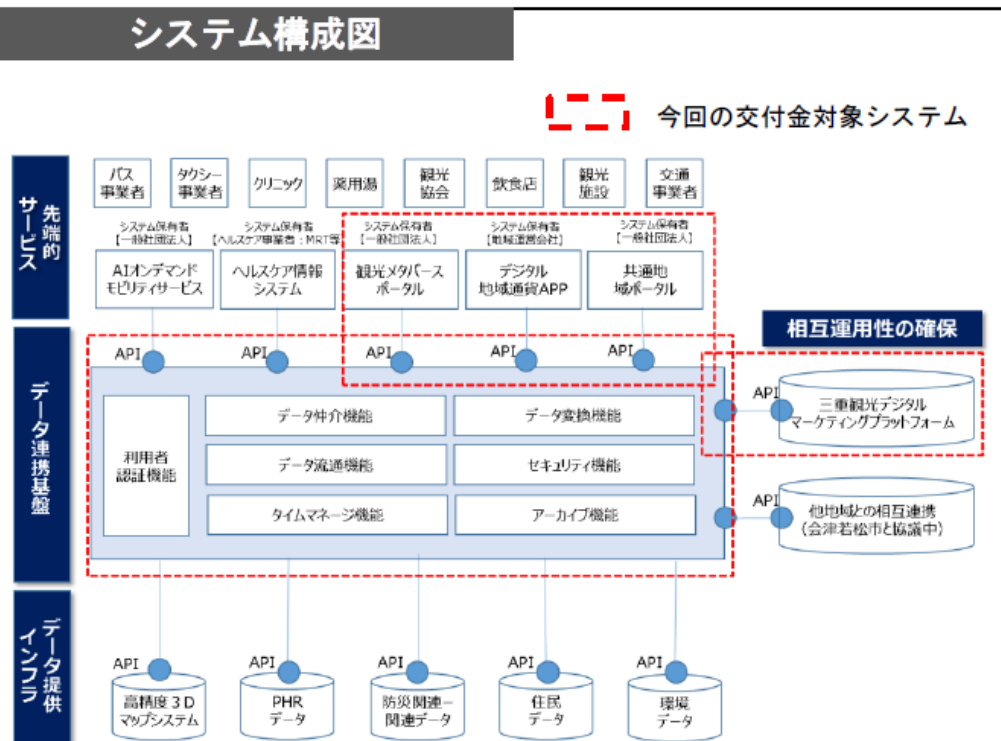 システム構成図
今回の交付金対象システム
先端的
サービス
バス
事業者
タクシー
事業者
クリニック
薬用湯
観光
協会
飲食店
観光
施設
交通
事業者
システム保有者
【一般社団法人】
システム保有者
【ヘルスケア事業者：MRT等】
システム保有者
【一般社団法人】
システム保有者
【地域運営会社】
システム保有者
【一般社団法人】
AIオンデマンド
モビリティサービス
ヘルスケア情報
システム
観光メタバース
ポータル
デジタル
地域通貨APP
共通地
域ポータル
相互運用性の確保
API
API
API
API
API
データ連携基盤
利用者
認証機能
データ仲介機能
データ変換機能
データ流通機能
セキュリティ機能
タイムマネージ機能
アーカイブ機能
API
三重観光デジタル
マーケティングプラットフォーム
API
他地域との相互連携
（会津若松市と協議中）
データ提供
インフラ
API
API
API
API
API
高精度３D
マップシステム
PHR
データ
防災関連－
関連データ
住民
データ
環境
データ